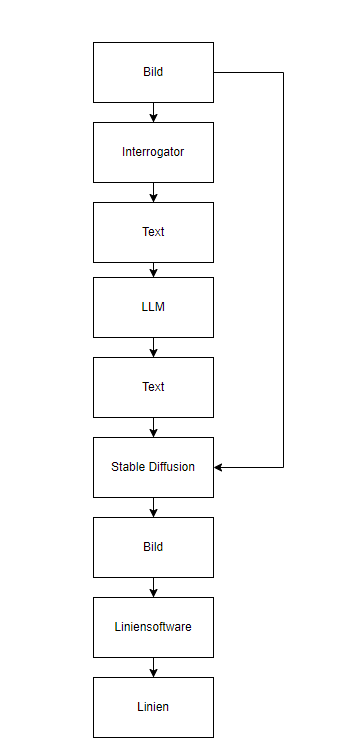 Bild
Interrogator
Text
LLM
Text
Stable Diffusion
Bild
Liniensoftware
Linien